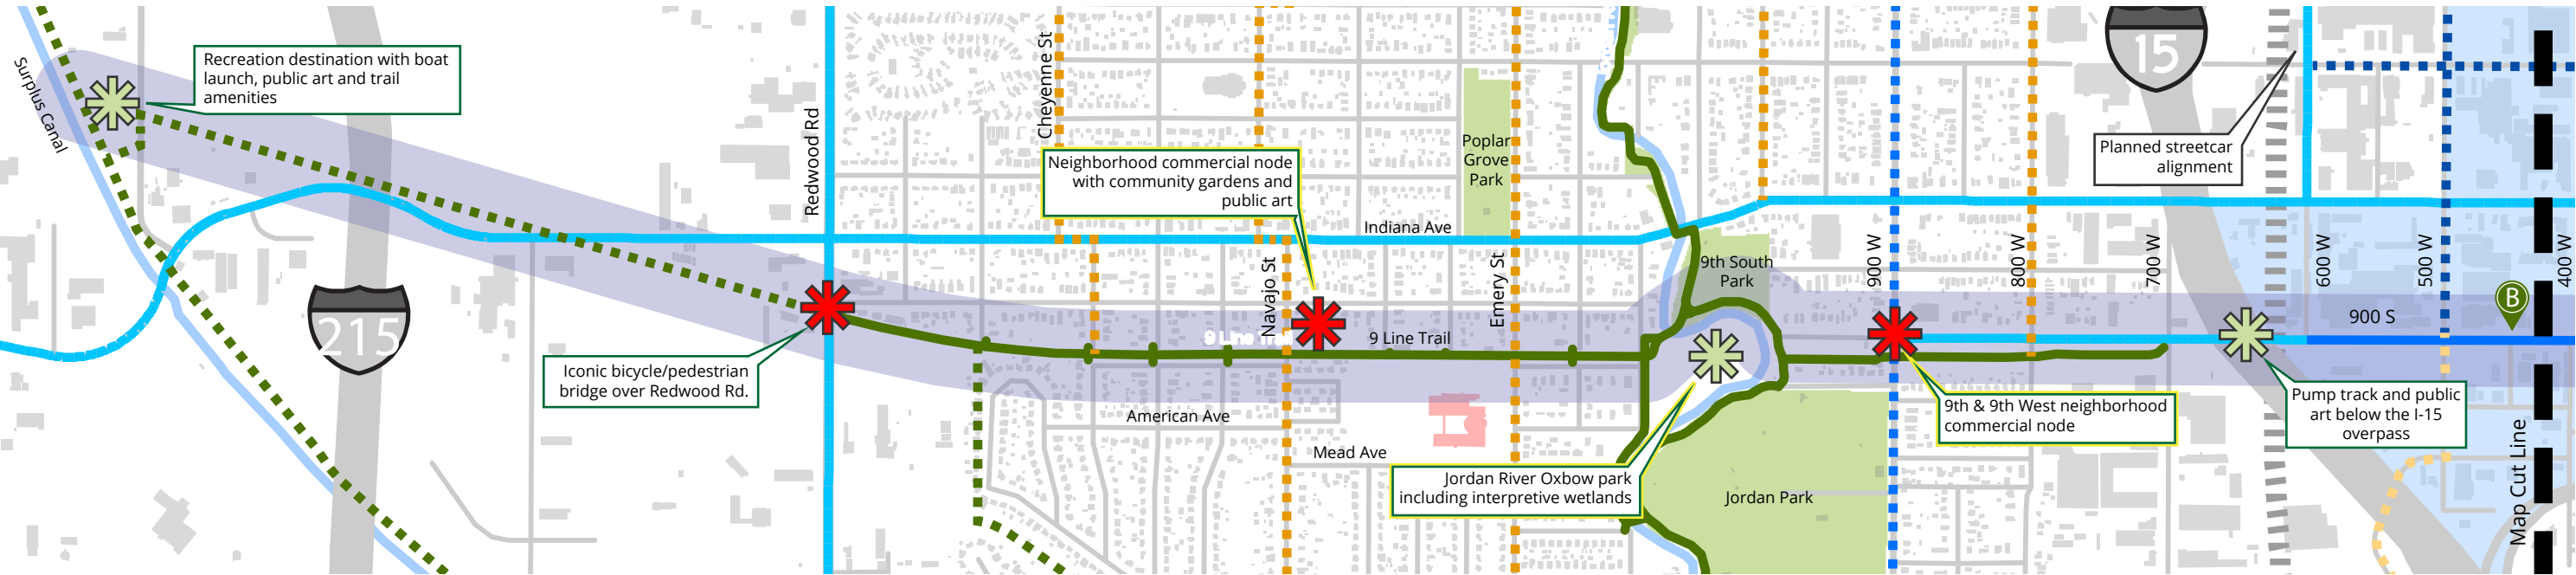 Surplus Canal
Recreation destination with boat
launch, public art and trail
amenities
215
Iconic bicycle/pedestrian
bridge over Redwood Rd.
Redwood Rd
Cheyenne St
Neighborhood commercial node
with community gardens and
public art
Navajo St
9 Line Trail
9 Line Trail
American Ave
Mead Ave
Indiana Ave
Poplar
Grove
Park
Emery St
9th South
Park
Jordan River Oxbow park
including interpretive wetlands
Jordan Park
900 W
9th & 9th West neighborhood
commercial node
800 W
700 W
15
Planned streetcar
alignment
Pump track and public
art below the I-15
overpass
600 W
900 S
500 W
B
400 W
Map Cut Line